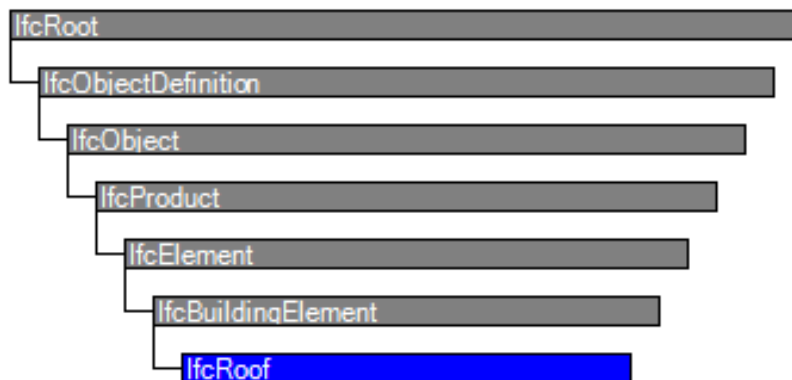 IfcRoot
IfcObjectDefinition
IfcObject
IfcProduct
IfcElement
IfcBuildingElement
IfcRoof